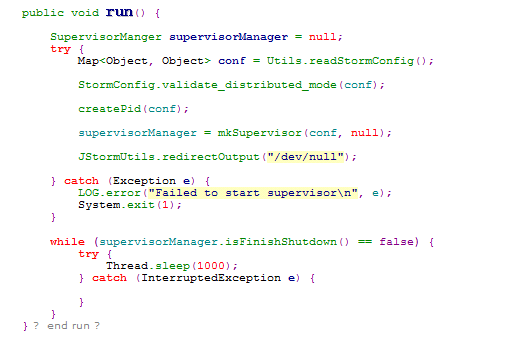 public void run() {
SupervisorManger supervisorManager = null;
try {
Map<Object, Object> conf = Utils.readStormConfig();
StormConfig.validate_distributed_mode(conf);
createPid(conf);
supervisorManager = mkSupervisor(conf, null);
JStormUtils.redirectOutput("/dev/null");
} catch (Exception e) {
LOG.error("Failed to start supervisor\n", e);
System.exit(1);
}
while (supervisorManager.isFinishShutdown() == false) {
try {
Thread.sleep(1000);
} catch (InterruptedException e) {
}
}
} ? end run ?